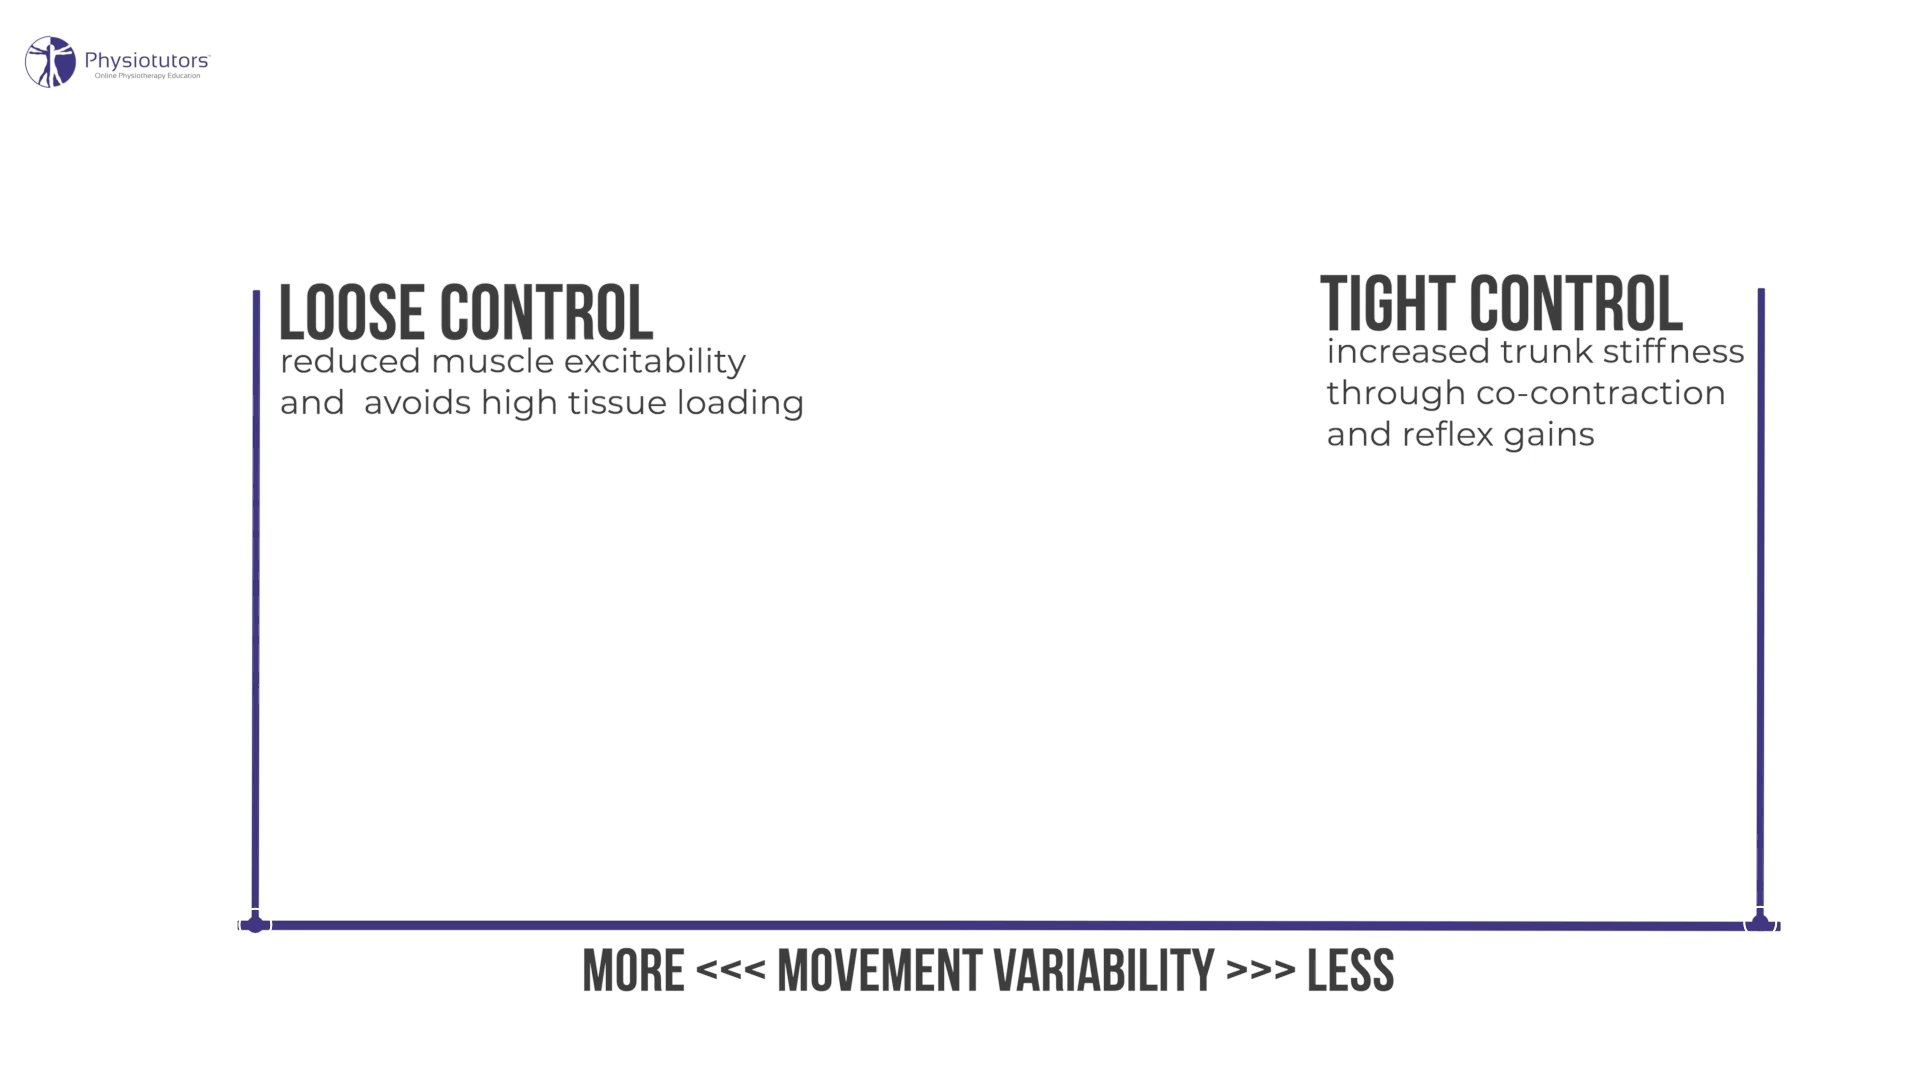 Physiotutors
Online Physiotherapy Education
LOOSE CONTROL
reduced muscle excitability
and  avoids high tissue loading
TIGHT CONTROL
increased trunk stiffness
through co-contraction
and reflex gains
MORE <<< MOVEMENT VARIABILITY >>> LESS